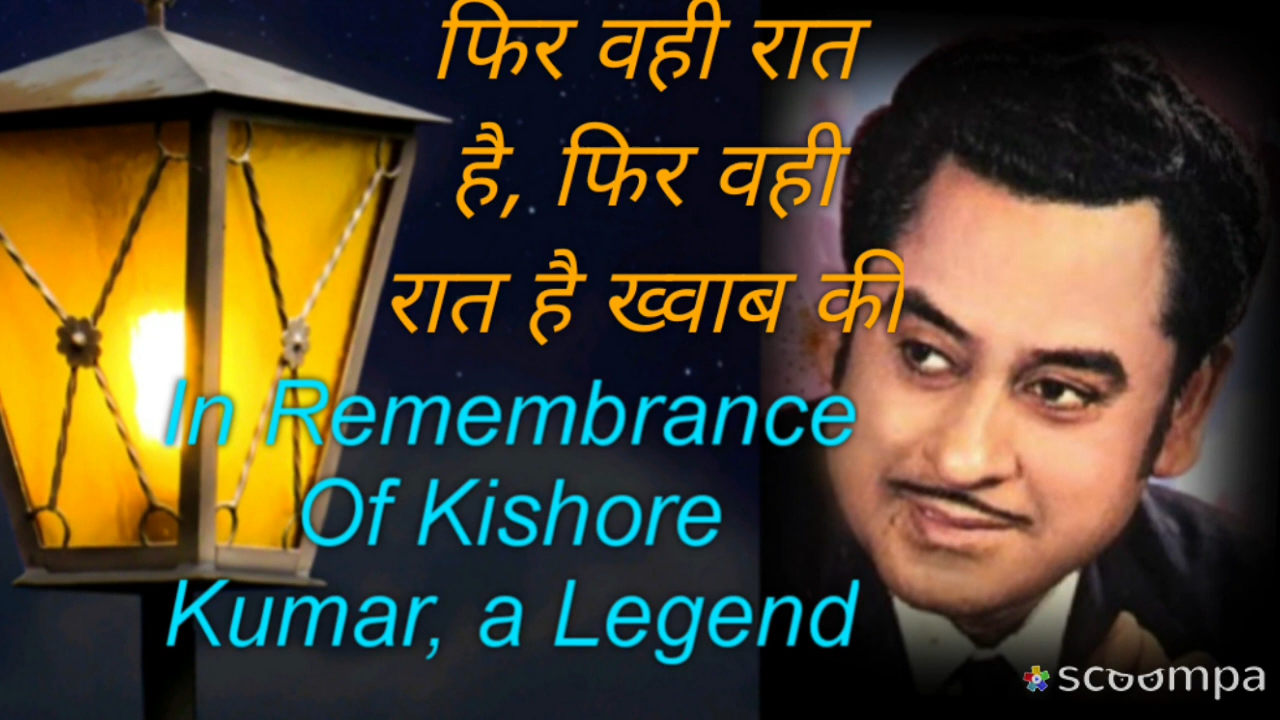 फिर वही रात
है, फिर वही
रात है ख्वाब की
In Remembrance
Of Kishore
Kumar, a Legend
scoompa